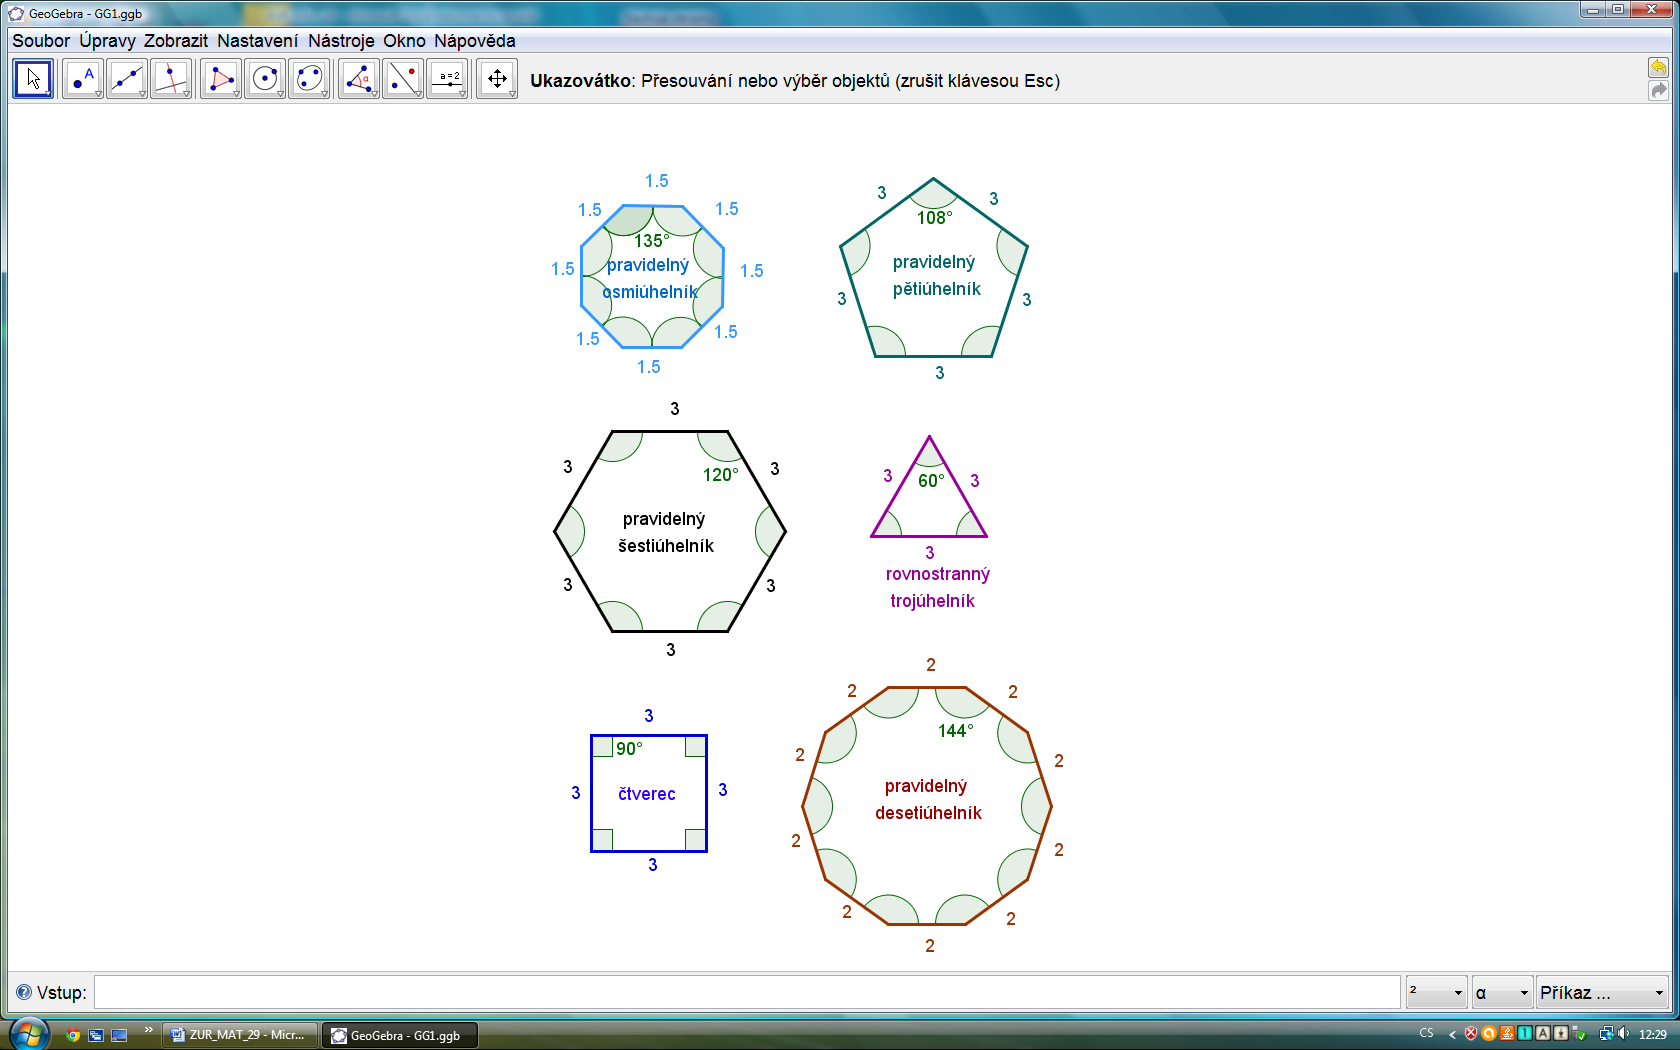 GeoGebra - GG1.ggb
Soubor Úpravy Zobrazit Nastavení Nástroje Okno Nápověda
A
α
a = 2
Ukazovátko: Přesouvání nebo výběr objektů (zrušit klávesou Esc)
1.5
1.5
1.5
1.5
1.5
1.5
1.5
1.5
135°
pravidelný
osmiúhelník
3
3
3
3
3
108°
pravidelný
pětiúhelník
3
3
3
3
3
3
120°
pravidelný
šestiúhelník
3
3
60°
3
rovnostranný
trojúhelník
3
90°
3
3
čtverec
3
2
2
2
144°
2
2
pravidelný
desetiúhelník
2
2
2
2
2
Vstup:
²
α
Příkaz ...
ZUR_MAT_29 - Micr...
GeoGebra - GG1.ggb
CS
12:29